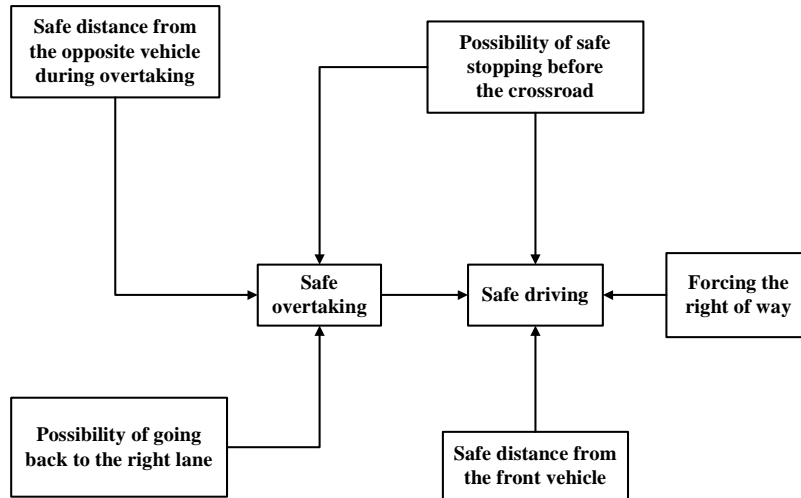 Safe distance from
the opposite vehicle
during overtaking
Possibility of safe
stopping before
the crossroad
Safe
overtaking
Safe driving
Forcing the
right of way
Possibility of going
back to the right lane
Safe distance from
the front vehicle